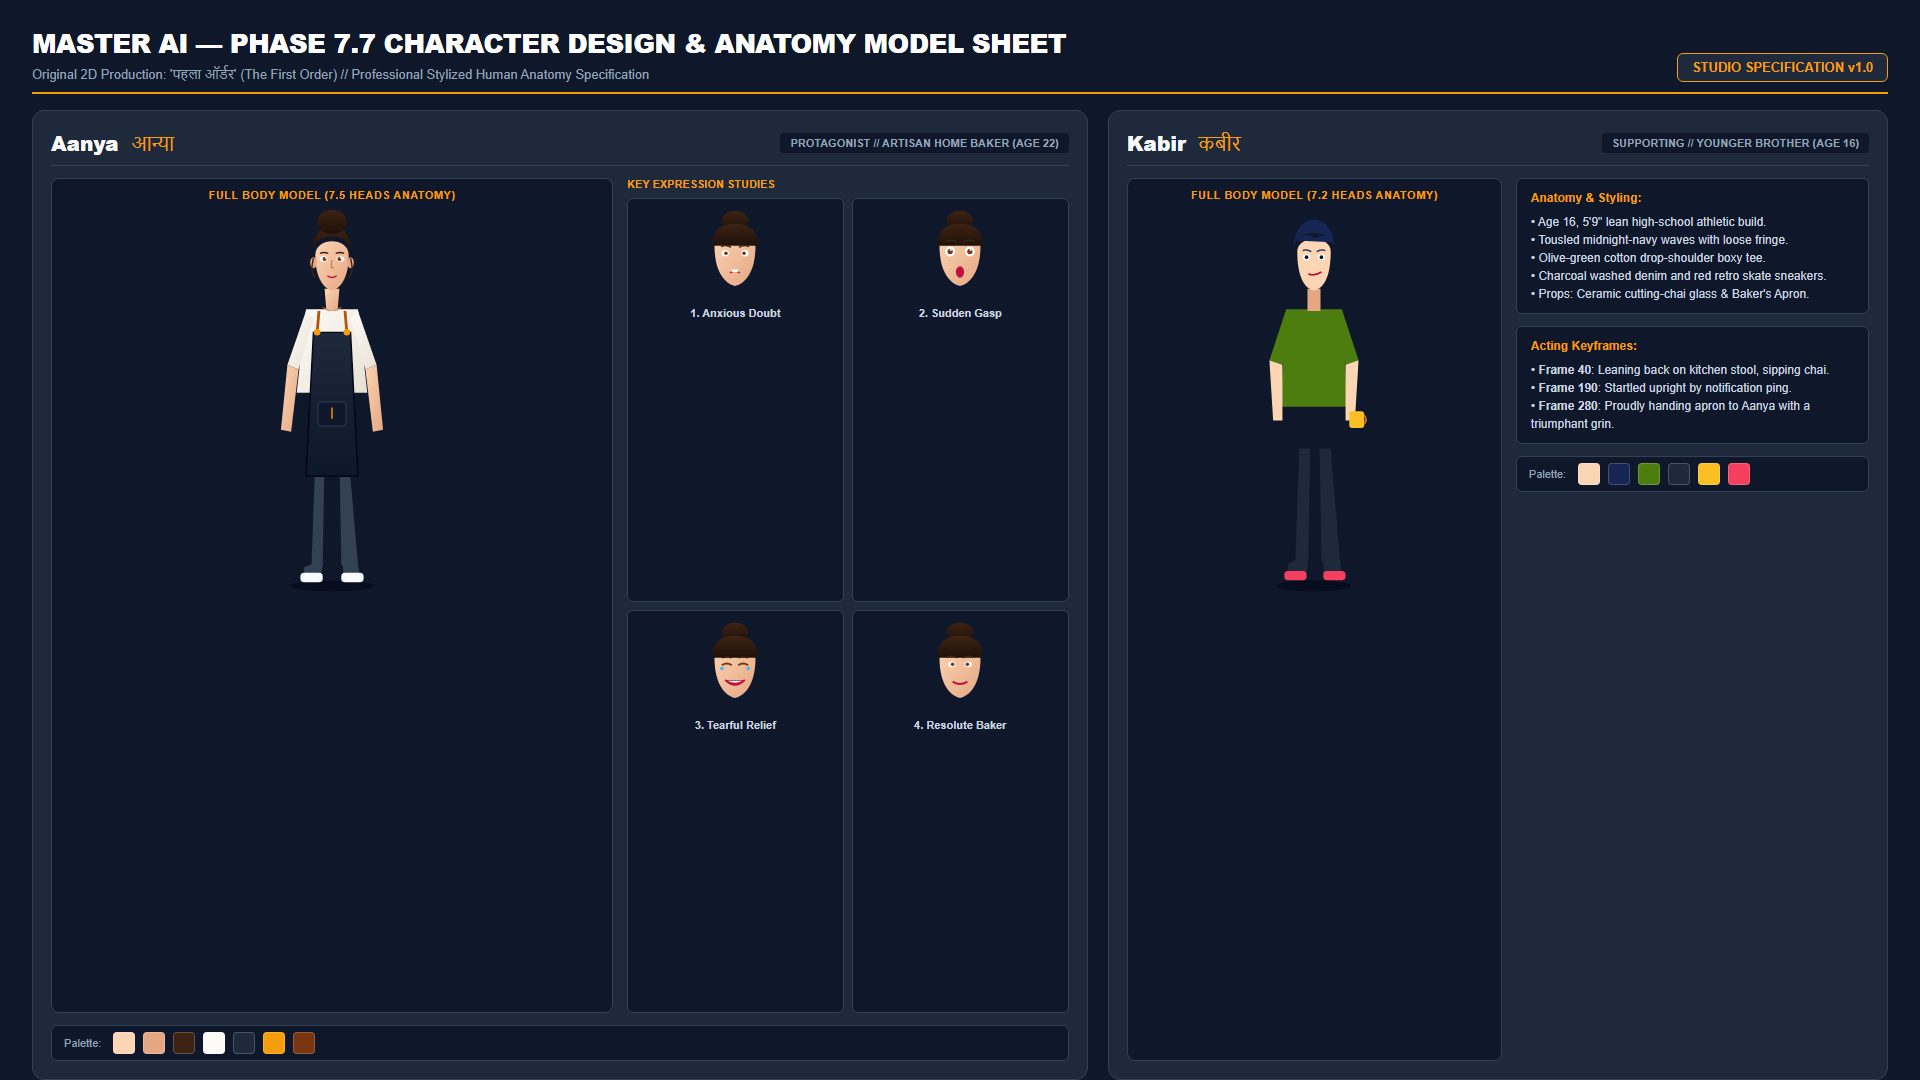 MASTER AI — PHASE 7.7 CHARACTER DESIGN & ANATOMY MODEL SHEET
Original 2D Production: 'पहला ऑर्डर' (The First Order) // Professional Stylized Human Anatomy Specification
STUDIO SPECIFICATION v1.0
Aanya आन्या
PROTAGONIST // ARTISAN HOME BAKER (AGE 22)
FULL BODY MODEL (7.5 HEADS ANATOMY)
KEY EXPRESSION STUDIES
1. Anxious Doubt
2. Sudden Gasp
3. Tearful Relief
4. Resolute Baker
Palette:
Kabir कबीर
SUPPORTING // YOUNGER BROTHER (AGE 16)
FULL BODY MODEL (7.2 HEADS ANATOMY)
Anatomy & Styling:
• Age 16, 5'9" lean high-school athletic build.
• Tousled midnight-navy waves with loose fringe.
• Olive-green cotton drop-shoulder boxy tee.
• Charcoal washed denim and red retro skate sneakers.
• Props: Ceramic cutting-chai glass & Baker's Apron.
Acting Keyframes:
• Frame 40: Leaning back on kitchen stool, sipping chai.
• Frame 190: Startled upright by notification ping.
• Frame 280: Proudly handing apron to Aanya with a
triumphant grin.
Palette: